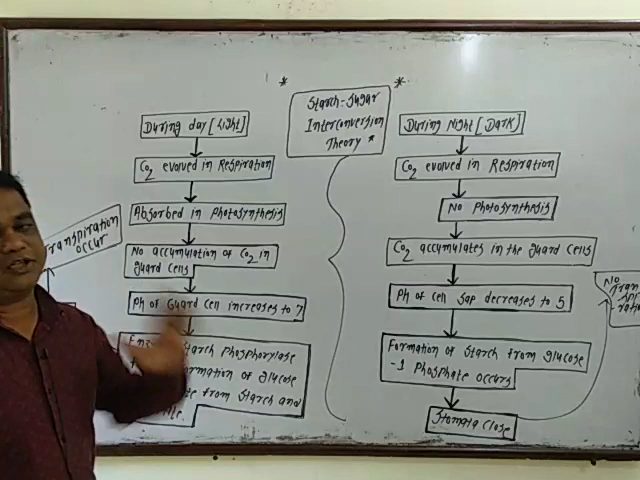 * *
Starch-Sugar
Interconversion
Theory *
During day [Light]
CO2 evolved in Respiration
Absorbed in Photosynthesis
No accumulation of CO2 in
guard cells
Ph of Guard Cell increases to 7
Starch Phosphorylase
formation of glucose
from Starch and
Transpiration
occur
During Night [Dark]
CO2 evolved in Respiration
No Photosynthesis
CO2 accumulates in the guard cells
Ph of cell Sap decreases to 5
Formation of Starch from glucose
-1 Phosphate occurs
Stomata Close
No
Tran
spi
ratio